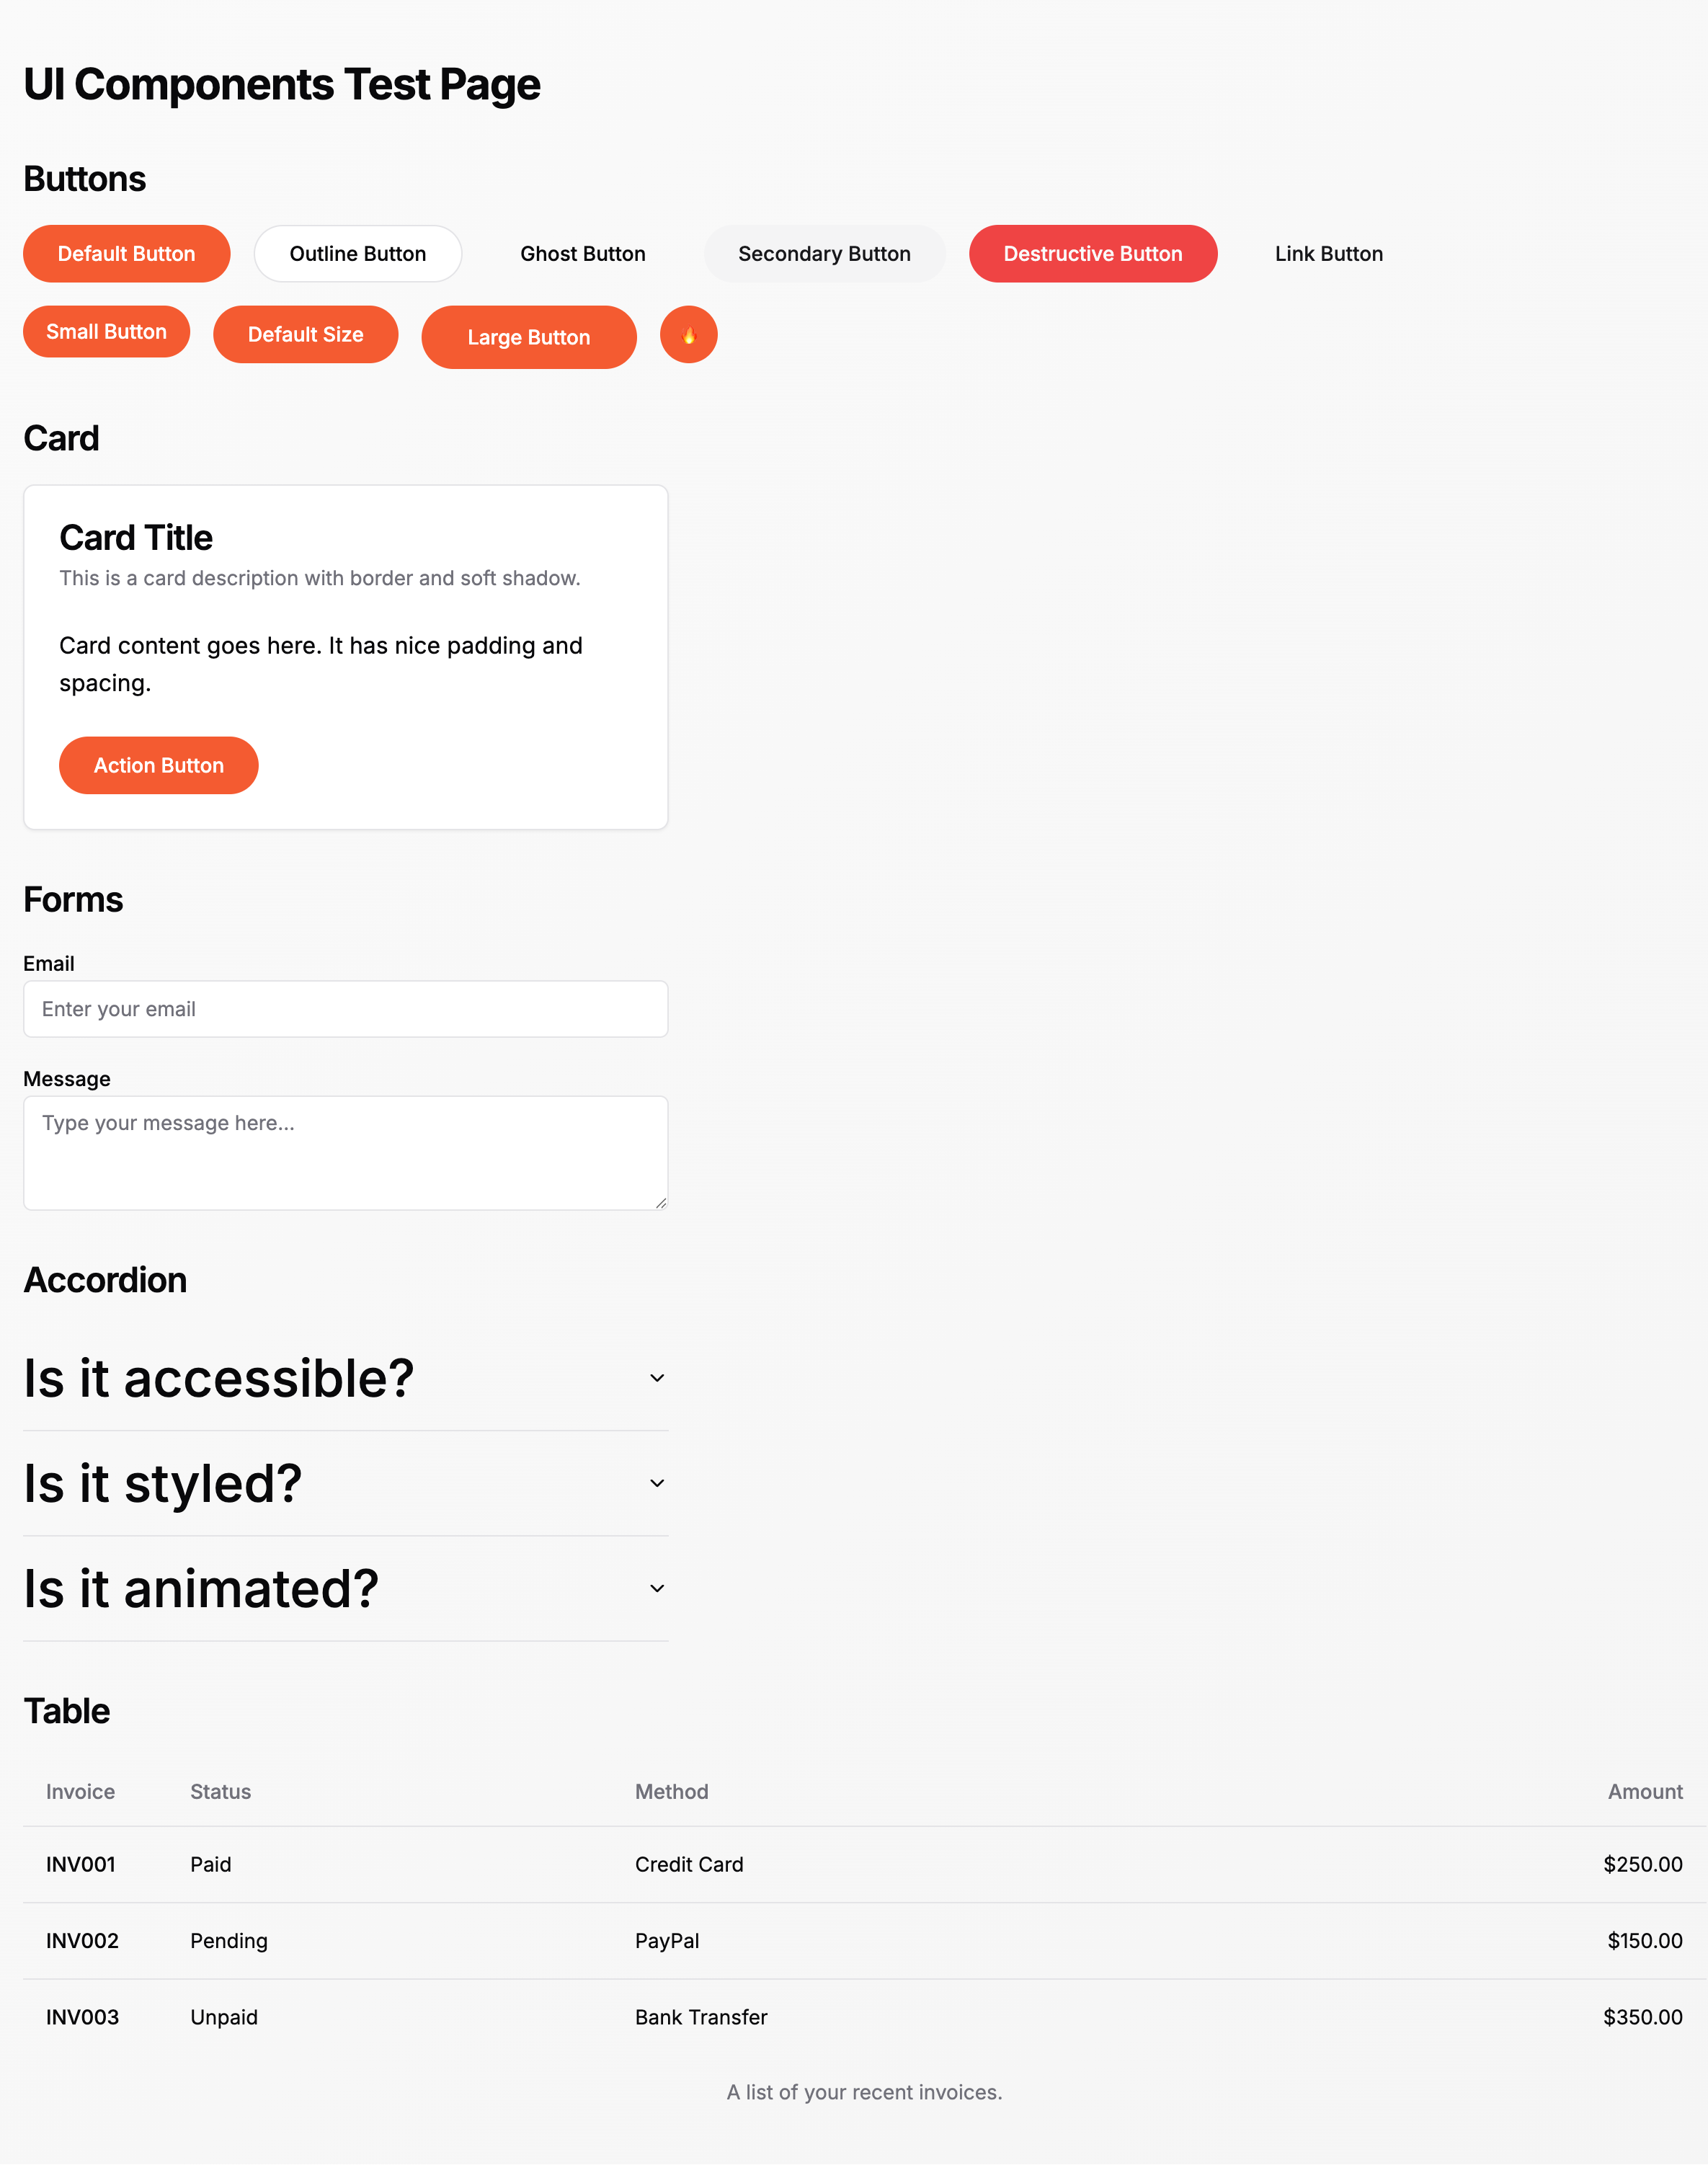 UI Components Test Page
Buttons
Default Button Outline Button Ghost Button Secondary Button Destructive Button Link Button
Small Button Default Size Large Button 🔥
Card
Card Title
This is a card description with border and soft shadow.
Card content goes here. It has nice padding and
spacing.
Action Button
Forms
Email
Enter your email
Message
Type your message here...
Accordion
Is it accessible?
Is it styled?
Is it animated?
Table
Invoice Status Method Amount
INV001 Paid Credit Card $250.00
INV002 Pending PayPal $150.00
INV003 Unpaid Bank Transfer $350.00
A list of your recent invoices.